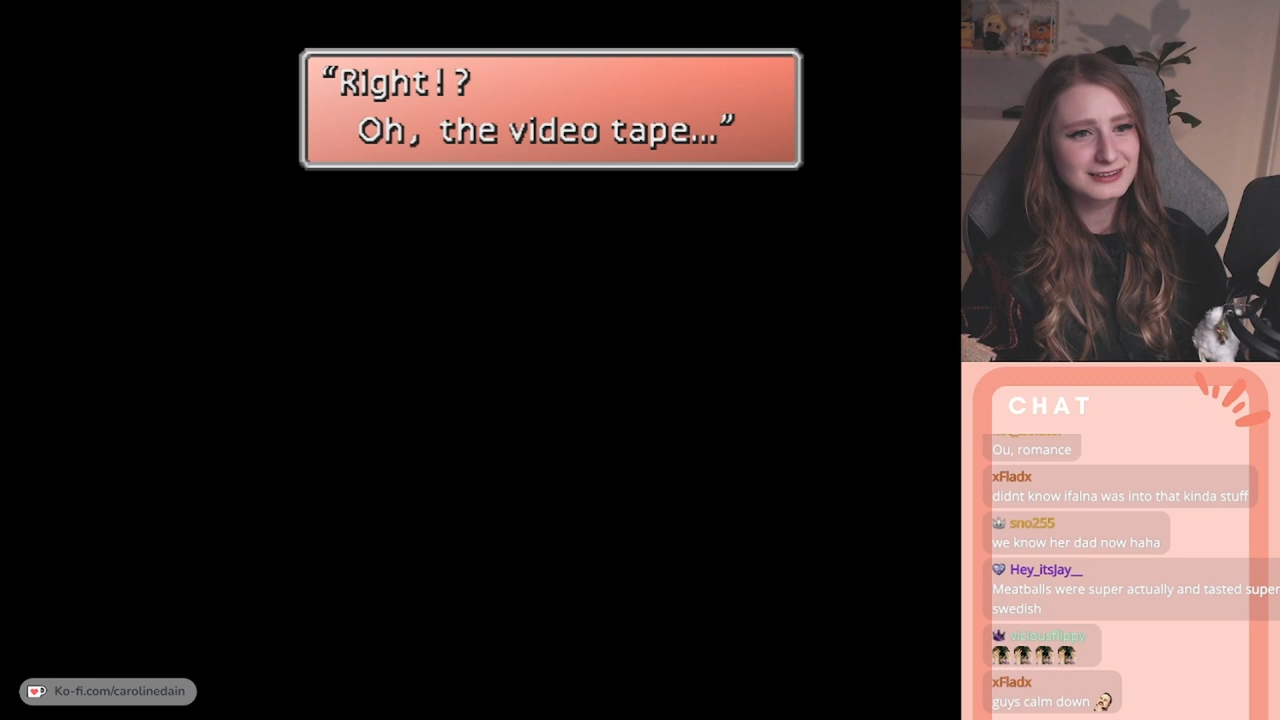 “Right!?
Oh, the video tape...”
CHAT
Ou, romance
xFladx
didnt know ifalna was into that kinda stuff
sno255
we know her dad now haha
Hey_itsJay__
Meatballs were super actually and tasted super
swedish
viciousflippy
xFladx
guys calm down
Ko-fi.com/carolinedain